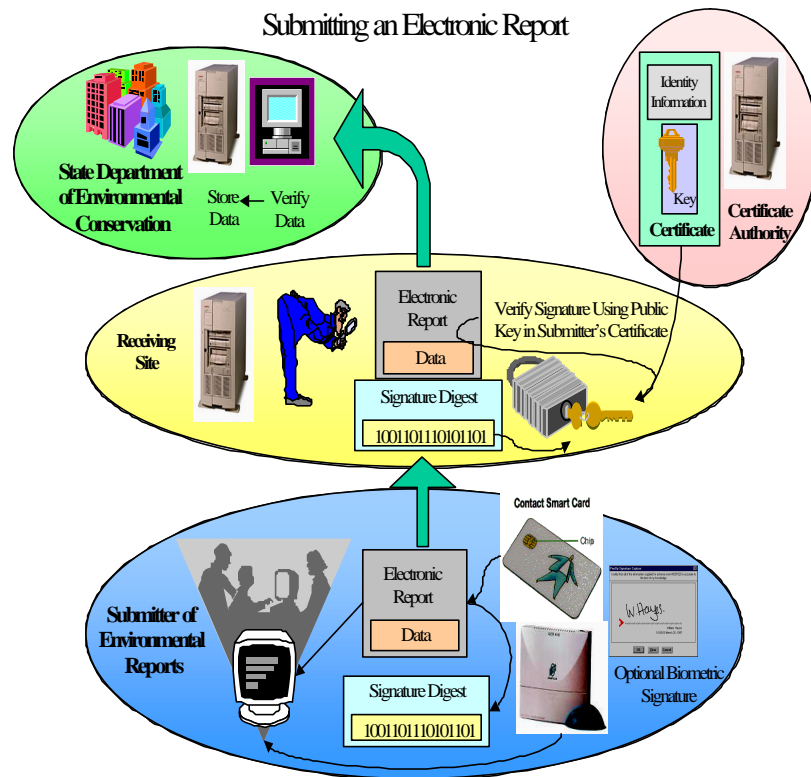 Submitting an Electronic Report
State Department
of Environmental
Conservation
Store
Data
Verify
Data
Identity
Information
Key
Certificate
Certificate
Authority
Receiving
Site
Electronic
Report
Data
Verify Signature Using Public
Key in Submitter's Certificate
Signature Digest
1001101110101101
Submitter of
Environmental
Reports
Electronic
Report
Data
Signature Digest
1001101110101101
Contact Smart Card
Chip
W. Hays.
Optional Biometric
Signature